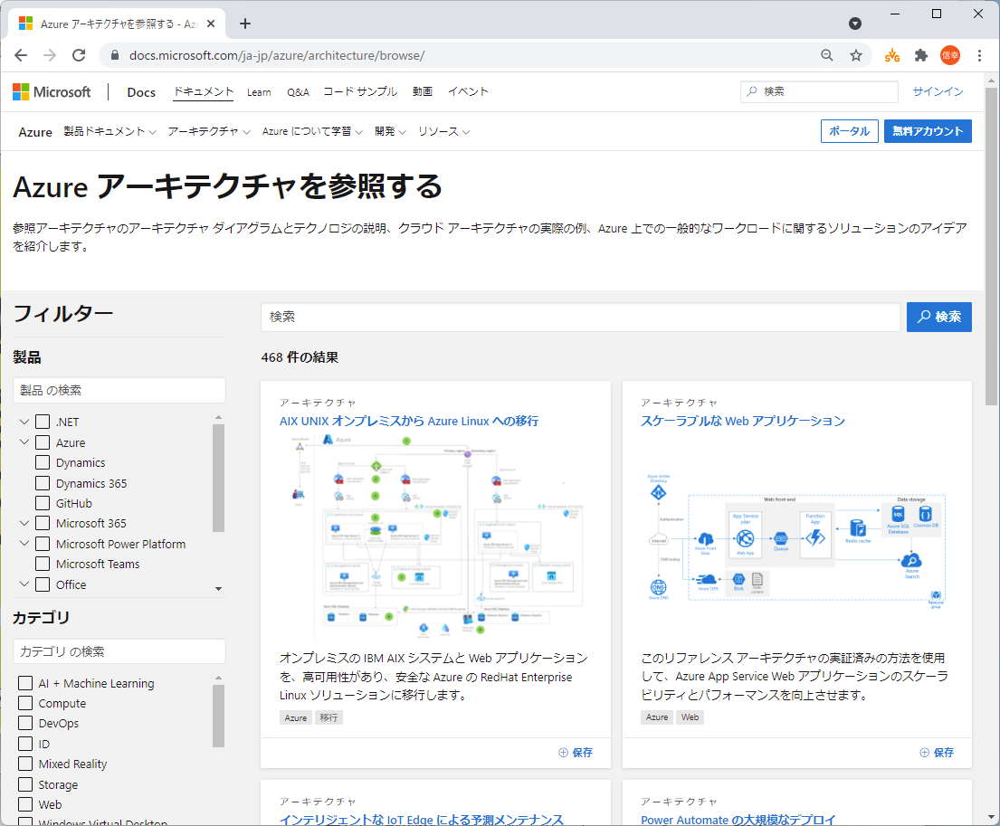 Azure アーキテクチャを参照する - Az
docs.microsoft.com/ja-jp/azure/architecture/browse/
信幸
Microsoft
Docs
ドキュメント
Learn
Q&A
コード サンプル
動画
イベント
検索
サインイン
Azure
製品ドキュメント
アーキテクチャ
Azure について学習
開発
リソース
ポータル
無料アカウント
Azure アーキテクチャを参照する
参照アーキテクチャのアーキテクチャ ダイアグラムとテクノロジの説明、クラウド アーキテクチャの実際の例、Azure 上での一般的なワークロードに関するソリューションのアイデア
を紹介します。
フィルター
製品
製品 の検索
.NET
Azure
Dynamics
Dynamics 365
GitHub
Microsoft 365
Microsoft Power Platform
Microsoft Teams
Office
カテゴリ
カテゴリ の検索
AI + Machine Learning
Compute
DevOps
ID
Mixed Reality
Storage
Web
Windows Virtual Desktop
検索
検索
468 件の結果
アーキテクチャ
AIX UNIX オンプレミスから Azure Linux への移行
Azure
オンプレミスの IBM AIX システムと Web アプリケーション
を、高可用性があり、安全な Azure の RedHat Enterprise
Linux ソリューションに移行します。
Azure
移行
保存
アーキテクチャ
スケーラブルな Web アプリケーション
Azure Active
Directory
Authentication
Internet
DNS lookup
Azure DNS
Web front end
App Service
plan
Web App
Function
App
Queue
Azure Front
Door
Azure CDN
Blob
Static
content
Redis cache
Data storage
Azure SQL
Database
Cosmos DB
Azure
Search
Resource
group
このリファレンス アーキテクチャの実証済みの方法を使用
して、Azure App Service Web アプリケーションのスケーラ
ビリティとパフォーマンスを向上させます。
Azure
Web
保存
アーキテクチャ
インテリジェントな IoT Edge による予測メンテナンス
アーキテクチャ
Power Automate の大規模なデプロイ